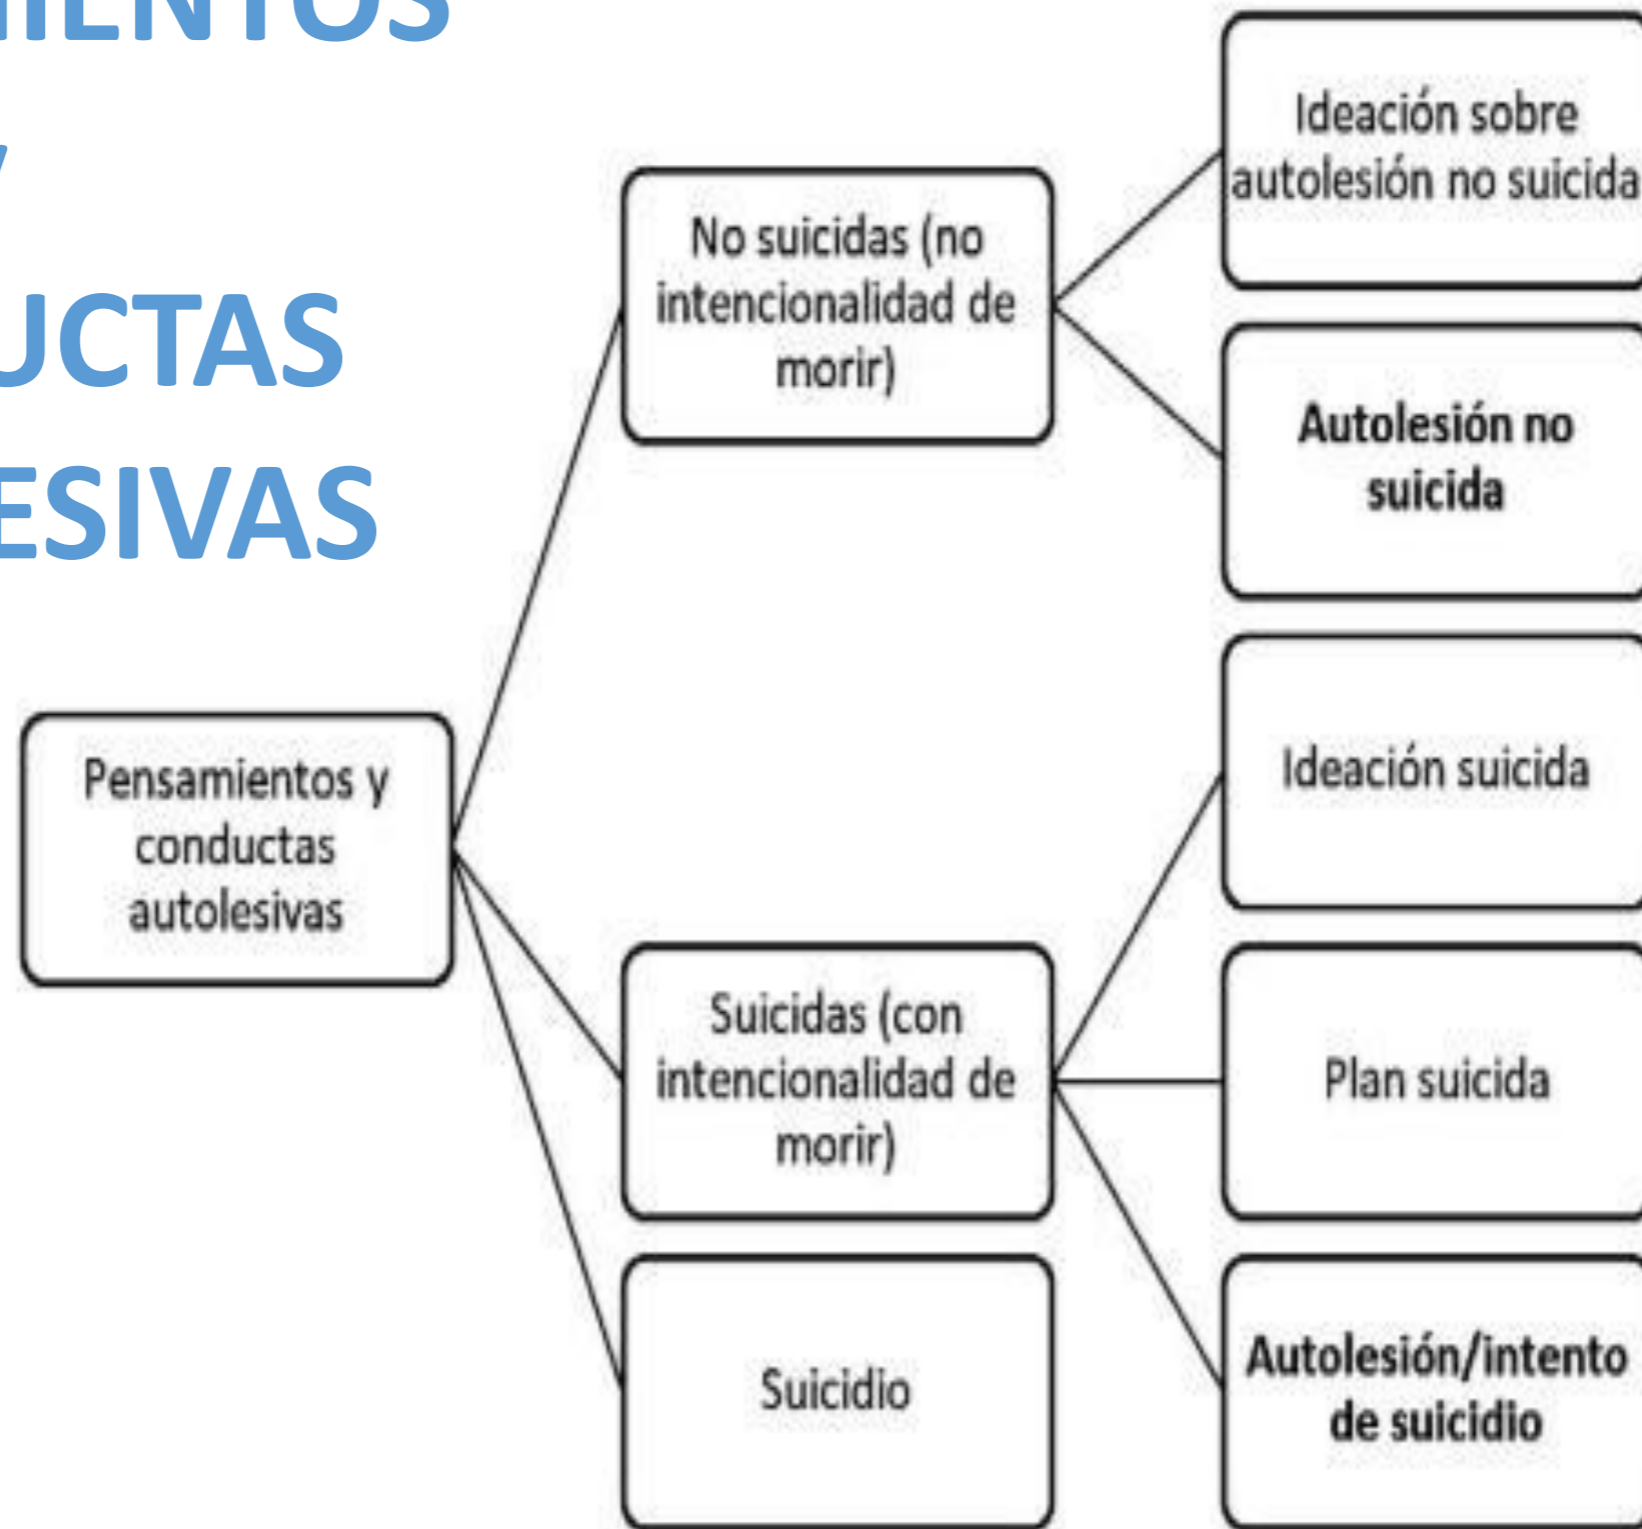 MIENTOS
Y
UCTAS
ESIVAS
Ideación sobre
autolesión no suicida
No suicidas (no
intencionalidad de
morir)
Autolesión no
suicida
Pensamientos y
conductas
autolesivas
Ideación suicida
Suicidas (con
intencionalidad de
morir)
Plan suicida
Suicidio
Autolesión/intento
de suicidio